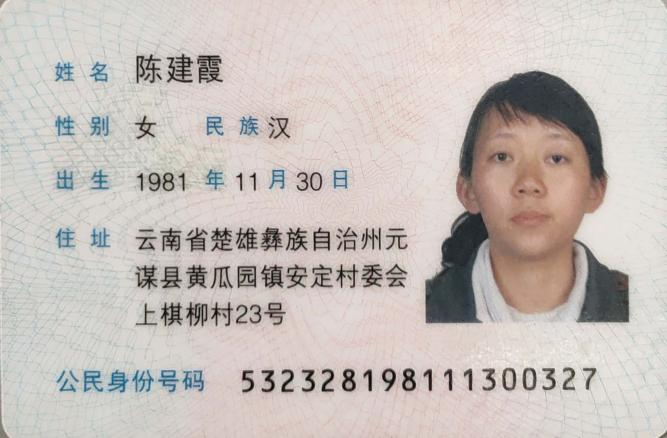 姓名 陈建霞
性别 女 民族 汉
出生 1981 年 11 月 30 日
住址 云南省楚雄彝族自治州元
谋县黄瓜园镇安定村委会
上棋柳村23号
公民身份号码 532328198111300327